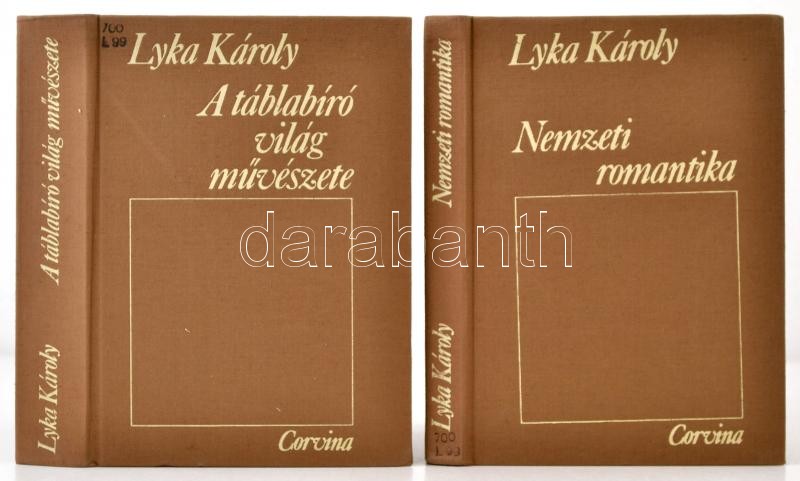 Lyka Károly
A táblabíró világ művészete
700
L 99
Lyka Károly
A táblabíró
világ
művészete
Corvina
Lyka Károly
Nemzeti romantika
700
L 99
Lyka Károly
Nemzeti
romantika
Corvina
darabanth